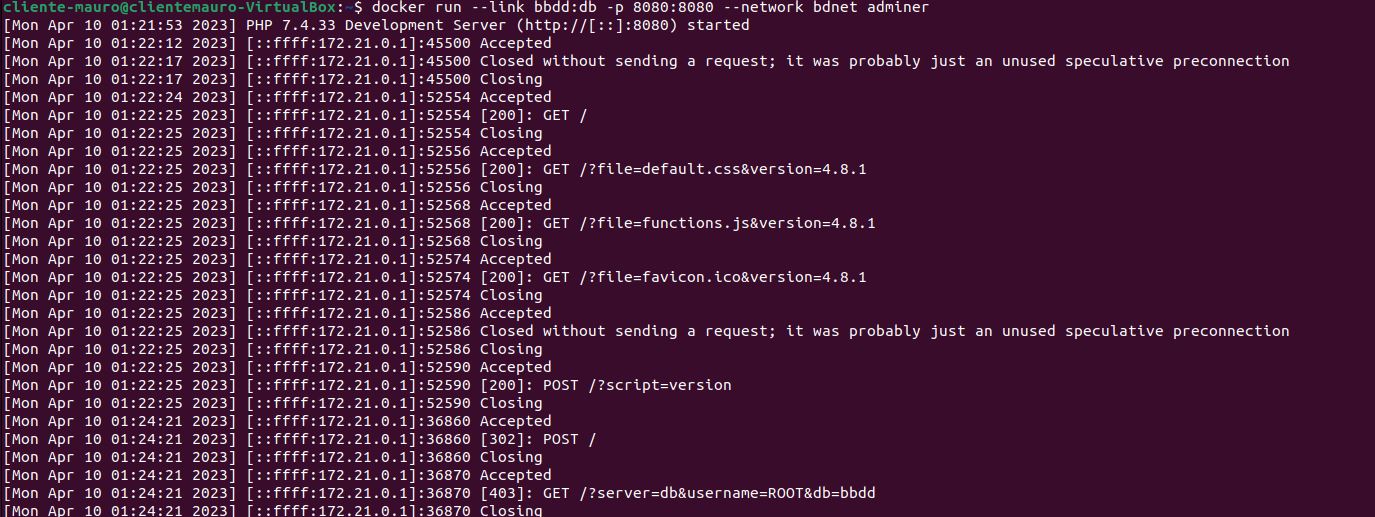 cliente-mauro@clientemauro-VirtualBox:~$ docker run --link bbdd:db -p 8080:8080 --network bdnet adminer
[Mon Apr 10 01:21:53 2023] PHP 7.4.33 Development Server (http://[::]:8080) started
[Mon Apr 10 01:22:12 2023] [::ffff:172.21.0.1]:45500 Accepted
[Mon Apr 10 01:22:17 2023] [::ffff:172.21.0.1]:45500 Closed without sending a request; it was probably just an unused speculative preconnection
[Mon Apr 10 01:22:17 2023] [::ffff:172.21.0.1]:45500 Closing
[Mon Apr 10 01:22:24 2023] [::ffff:172.21.0.1]:52554 Accepted
[Mon Apr 10 01:22:25 2023] [::ffff:172.21.0.1]:52554 [200]: GET /
[Mon Apr 10 01:22:25 2023] [::ffff:172.21.0.1]:52554 Closing
[Mon Apr 10 01:22:25 2023] [::ffff:172.21.0.1]:52556 Accepted
[Mon Apr 10 01:22:25 2023] [::ffff:172.21.0.1]:52556 [200]: GET /?file=default.css&version=4.8.1
[Mon Apr 10 01:22:25 2023] [::ffff:172.21.0.1]:52556 Closing
[Mon Apr 10 01:22:25 2023] [::ffff:172.21.0.1]:52568 Accepted
[Mon Apr 10 01:22:25 2023] [::ffff:172.21.0.1]:52568 [200]: GET /?file=functions.js&version=4.8.1
[Mon Apr 10 01:22:25 2023] [::ffff:172.21.0.1]:52568 Closing
[Mon Apr 10 01:22:25 2023] [::ffff:172.21.0.1]:52574 Accepted
[Mon Apr 10 01:22:25 2023] [::ffff:172.21.0.1]:52574 [200]: GET /?file=favicon.ico&version=4.8.1
[Mon Apr 10 01:22:25 2023] [::ffff:172.21.0.1]:52574 Closing
[Mon Apr 10 01:22:25 2023] [::ffff:172.21.0.1]:52586 Accepted
[Mon Apr 10 01:22:25 2023] [::ffff:172.21.0.1]:52586 Closed without sending a request; it was probably just an unused speculative preconnection
[Mon Apr 10 01:22:25 2023] [::ffff:172.21.0.1]:52586 Closing
[Mon Apr 10 01:22:25 2023] [::ffff:172.21.0.1]:52590 Accepted
[Mon Apr 10 01:22:25 2023] [::ffff:172.21.0.1]:52590 [200]: POST /?script=version
[Mon Apr 10 01:22:25 2023] [::ffff:172.21.0.1]:52590 Closing
[Mon Apr 10 01:24:21 2023] [::ffff:172.21.0.1]:36860 Accepted
[Mon Apr 10 01:24:21 2023] [::ffff:172.21.0.1]:36860 [302]: POST /
[Mon Apr 10 01:24:21 2023] [::ffff:172.21.0.1]:36860 Closing
[Mon Apr 10 01:24:21 2023] [::ffff:172.21.0.1]:36870 Accepted
[Mon Apr 10 01:24:21 2023] [::ffff:172.21.0.1]:36870 [403]: GET /?server=db&username=ROOT&db=bbdd
[Mon Apr 10 01:24:21 2023] [::ffff:172.21.0.1]:36870 Closing